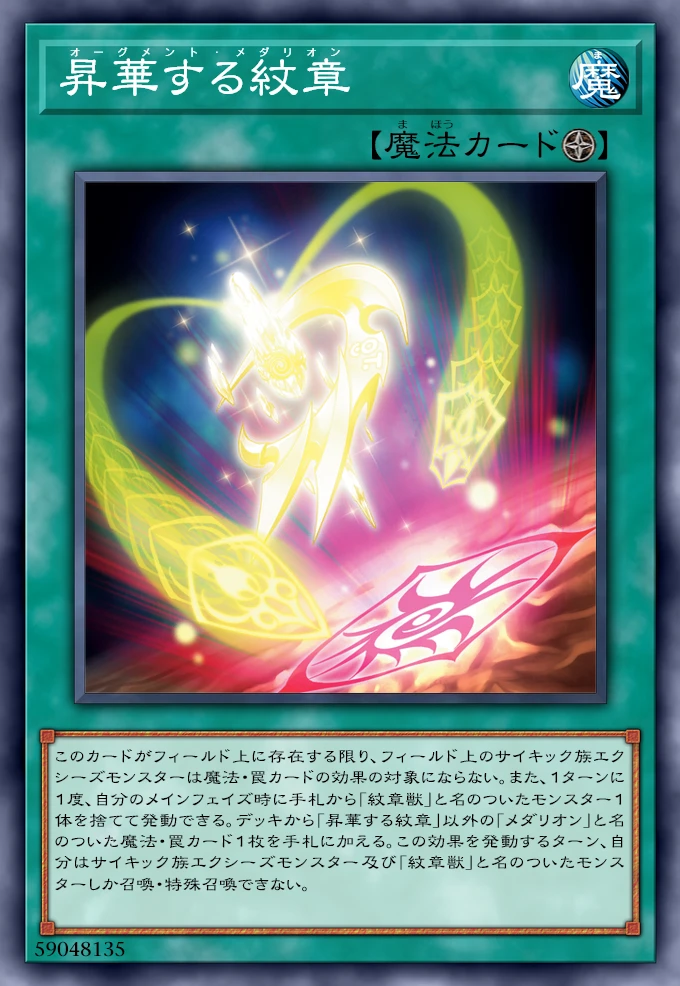 オーグメント・メダリオン
昇華する紋章
ま
魔
ま ほう
【魔法カード】
このカードがフィールド上に存在する限り、フィールド上のサイキック族エク
シーズモンスターは魔法・罠カードの効果の対象にならない。また、1ターンに
1度、自分のメインフェイズ時に手札から「紋章獣」と名のついたモンスター1
体を捨てて発動できる。デッキから「昇華する紋章」以外の「メダリオン」と名
のついた魔法・罠カード1枚を手札に加える。この効果を発動するターン、自
分はサイキック族エクシーズモンスター及び「紋章獣」と名のついたモンス
ターしか召喚・特殊召喚できない。
59048135